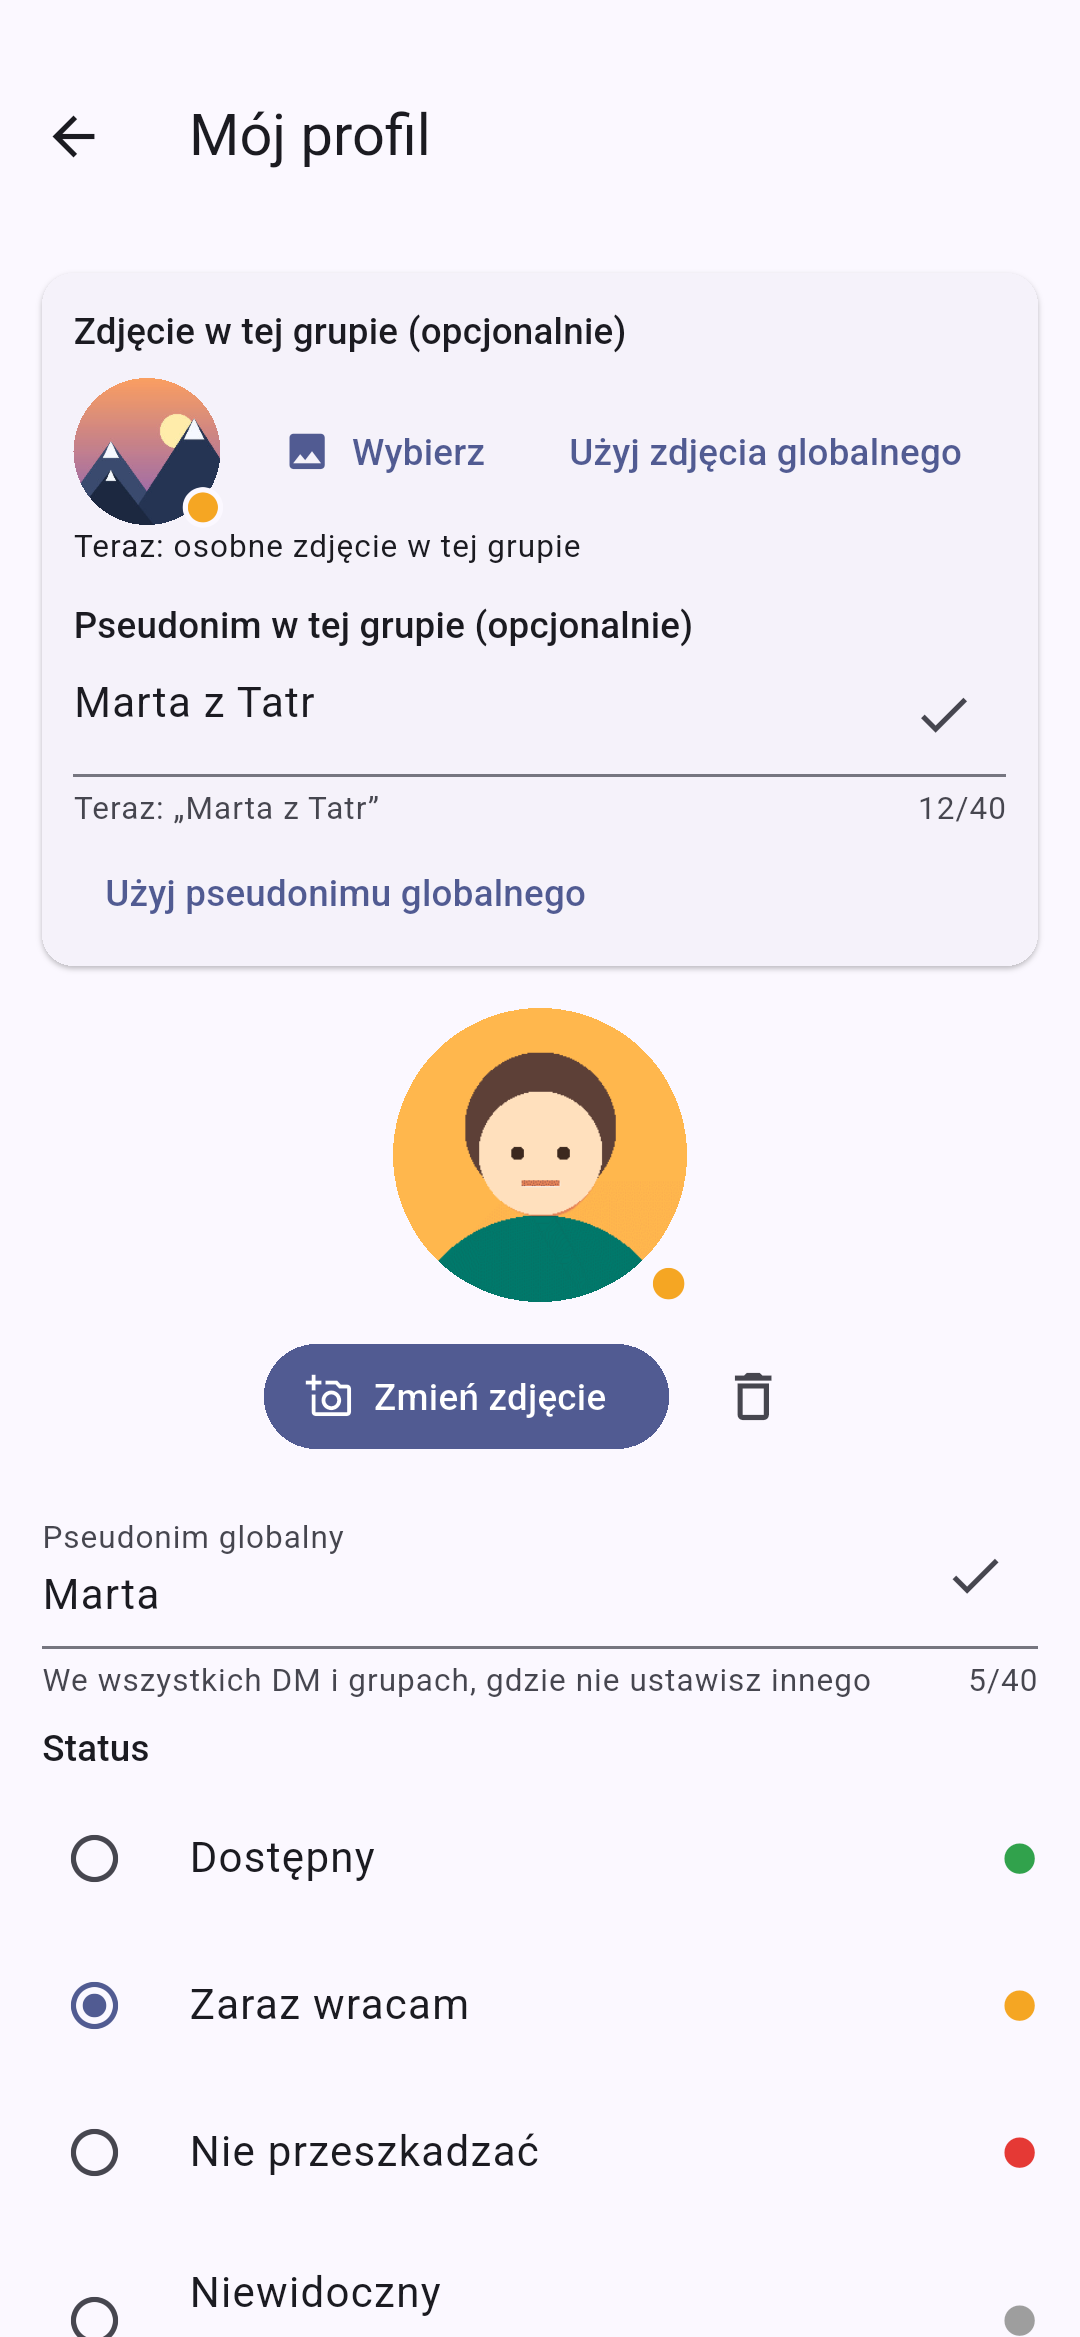 Mój profil
Zdjęcie w tej grupie (opcjonalnie)
Wybierz
Użyj zdjęcia globalnego
Teraz: osobne zdjęcie w tej grupie
Pseudonim w tej grupie (opcjonalnie)
Marta z Tatr
Teraz: „Marta z Tatr”
12/40
Użyj pseudonimu globalnego
Zmień zdjęcie
Pseudonim globalny
Marta
We wszystkich DM i grupach, gdzie nie ustawisz innego
5/40
Status
Dostępny
Zaraz wracam
Nie przeszkadzać
Niewidoczny